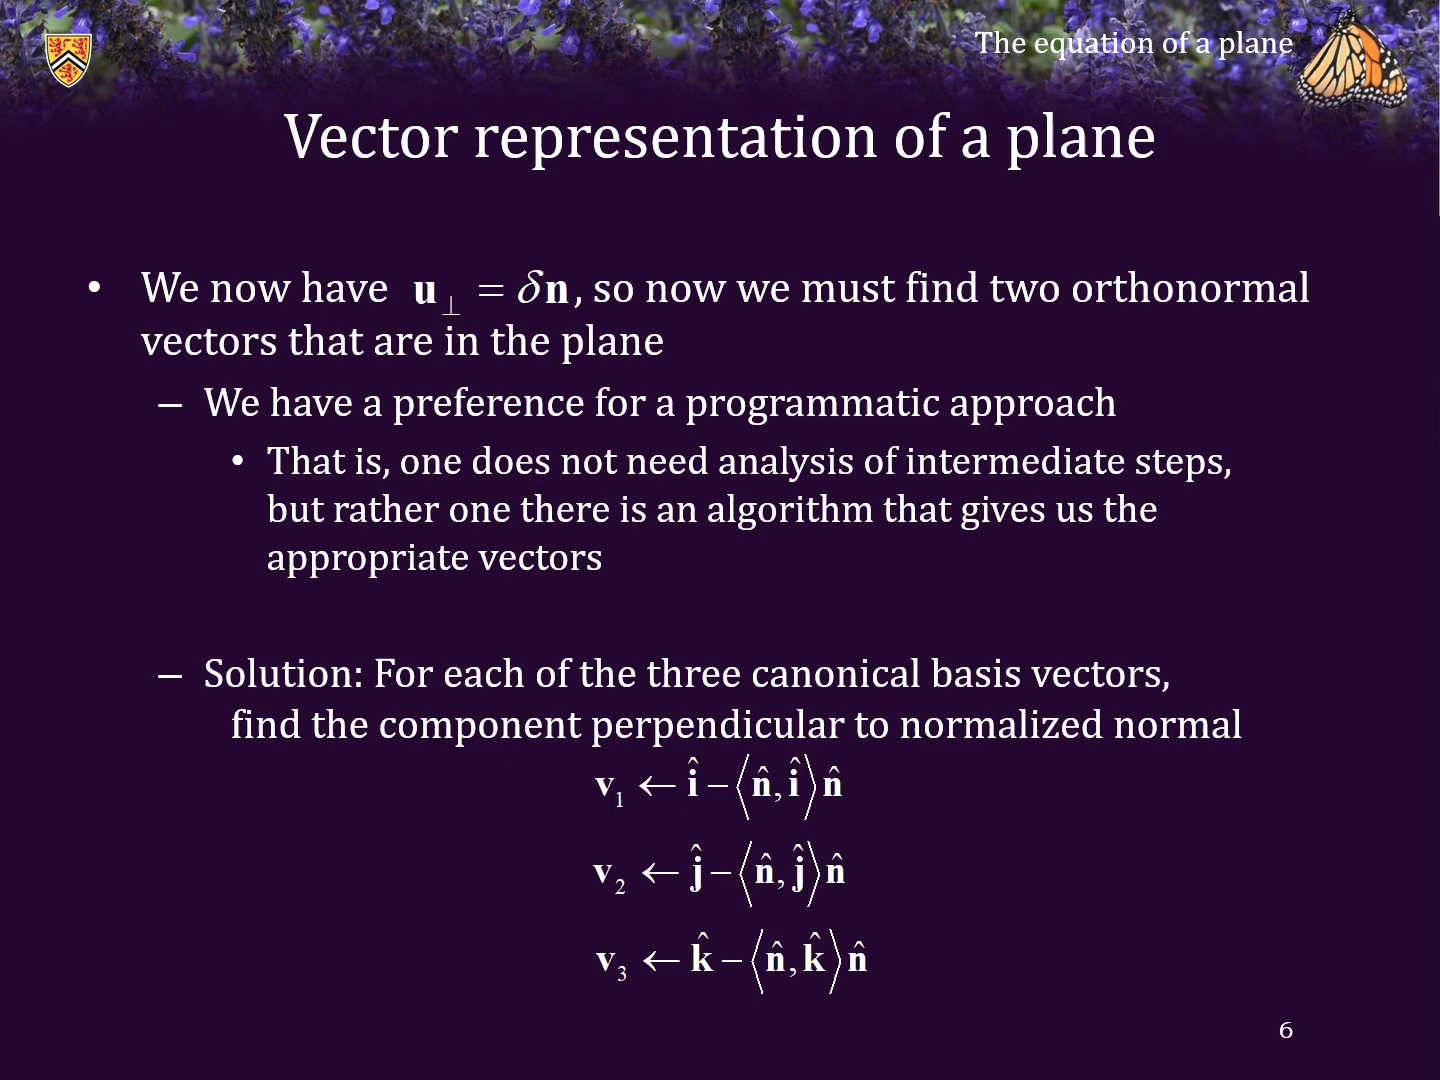 The equation of a plane
Vector representation of a plane
• We now have u⊥ = δn, so now we must find two orthonormal
vectors that are in the plane
– We have a preference for a programmatic approach
• That is, one does not need analysis of intermediate steps,
but rather one there is an algorithm that gives us the
appropriate vectors
– Solution: For each of the three canonical basis vectors,
find the component perpendicular to normalized normal
v₁ ← î − ⟨n̂, î⟩ n̂
v₂ ← ĵ − ⟨n̂, ĵ⟩ n̂
v₃ ← k̂ − ⟨n̂, k̂⟩ n̂
6